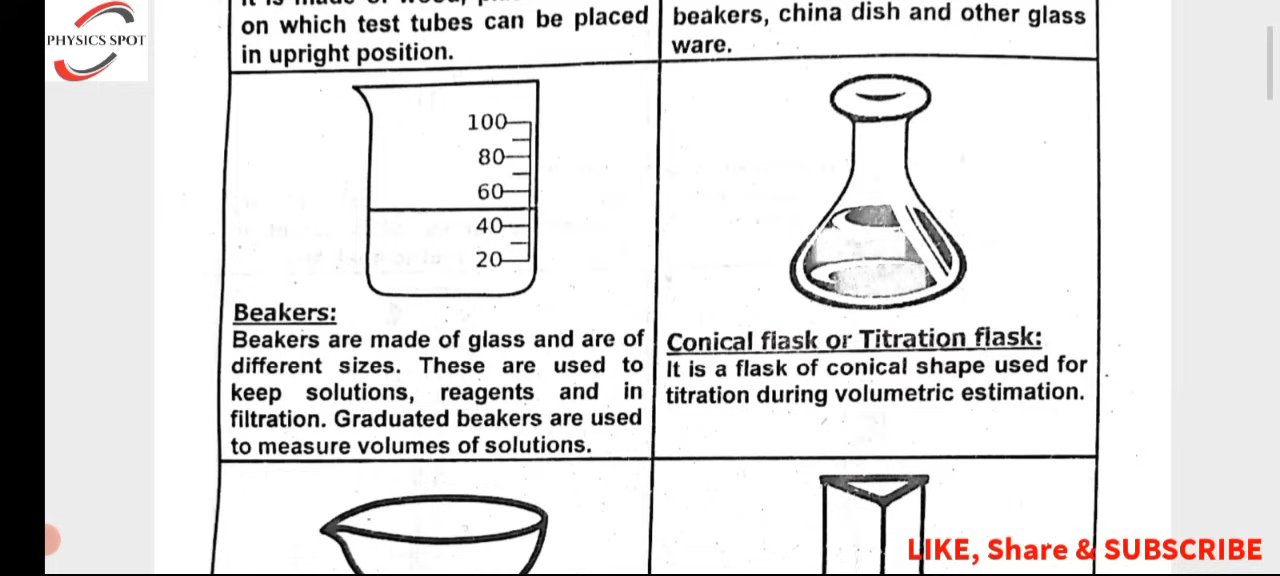 PHYSICS SPOT
on which test tubes can be placed
in upright position.
beakers, china dish and other glass
ware.
100
80
60
40
20
Beakers:
Beakers are made of glass and are of
different sizes. These are used to
keep solutions, reagents and in
filtration. Graduated beakers are used
to measure volumes of solutions.
Conical flask or Titration flask:
It is a flask of conical shape used for
titration during volumetric estimation.
LIKE, Share & SUBSCRIBE